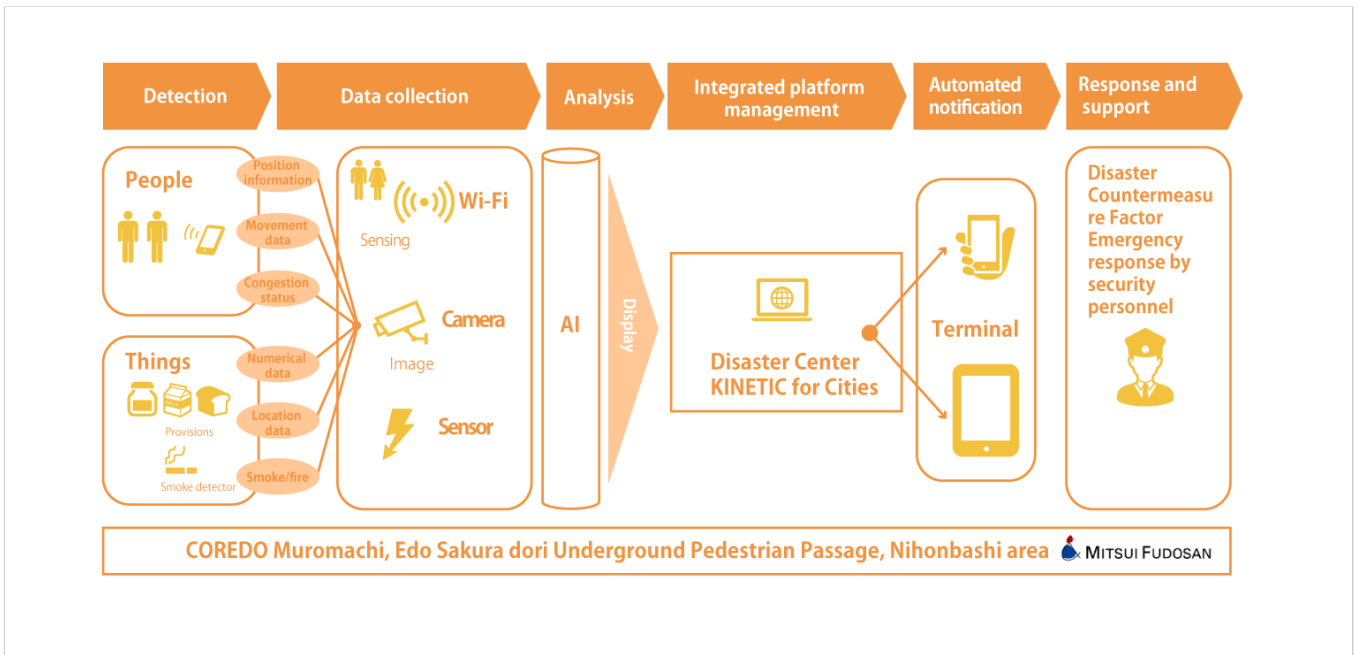 Detection
Data collection
Analysis
Integrated platform
management
Automated
notification
Response and
support
People
Position
information
Movement
data
Congestion
status
Things
Provisions
Smoke detector
Numerical
data
Location
data
Smoke/fire
Wi-Fi
Sensing
Camera
Image
Sensor
AI
Display
Disaster Center
KINETIC for Cities
Terminal
Disaster
Countermeasu
re Factor
Emergency
response by
security
personnel
COREDO Muromachi, Edo Sakura dori Underground Pedestrian Passage, Nihonbashi area MITSUI FUDOSAN